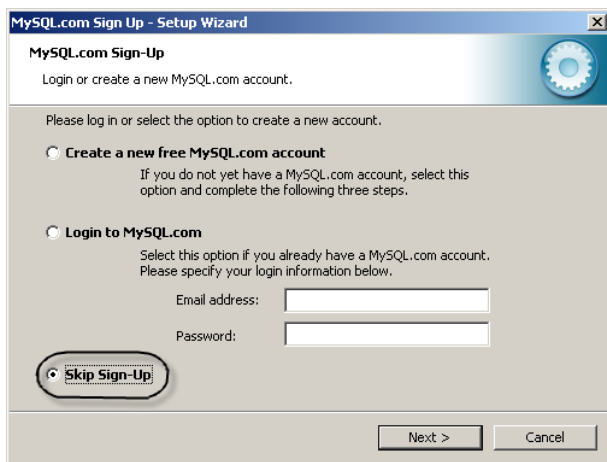 MySQL.com Sign Up - Setup Wizard
MySQL.com Sign-Up
Login or create a new MySQL.com account.
Please log in or select the option to create a new account.
Create a new free MySQL.com account
If you do not yet have a MySQL.com account, select this
option and complete the following three steps.
Login to MySQL.com
Select this option if you already have a MySQL.com account.
Please specify your login information below.
Email address:
Password:
Skip Sign-Up
Next >
Cancel